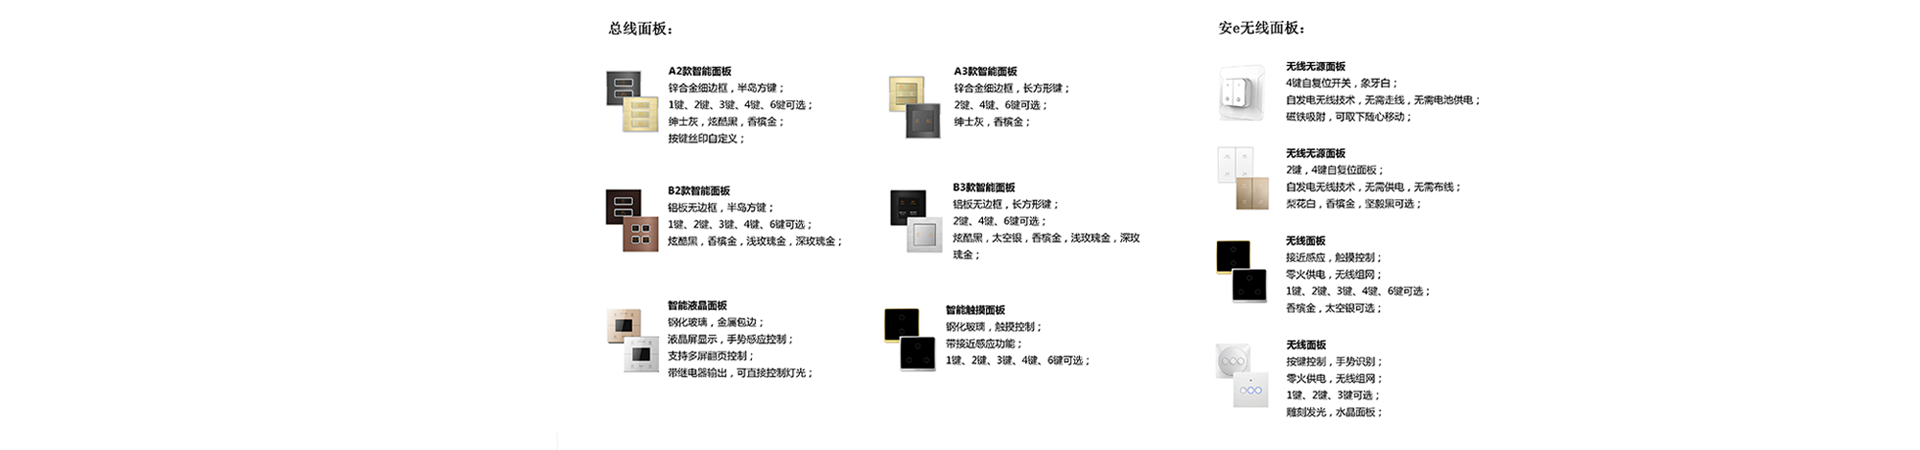 总线面板：
A2款智能面板
锌合金细边框，半岛方键；
1键、2键、3键、4键、6键可选；
绅士灰，炫酷黑，香槟金；
按键丝印自定义；
A3款智能面板
锌合金细边框，长方形键；
2键、4键、6键可选；
绅士灰，香槟金；
B2款智能面板
铝板无边框，半岛方键；
1键、2键、3键、4键、6键可选；
炫酷黑，香槟金，浅玫瑰金，深玫瑰金；
B3款智能面板
铝板无边框，长方形键；
2键、4键、6键可选；
炫酷黑，太空银，香槟金，浅玫瑰金，深玫
瑰金；
智能液晶面板
钢化玻璃，金属包边；
液晶屏显示，手势感应控制；
支持多屏翻页控制；
带继电器输出，可直接控制灯光；
智能触摸面板
钢化玻璃，触摸控制；
带接近感应功能；
1键、2键、3键、4键、6键可选；
安e无线面板：
无线无源面板
4键自复位开关，象牙白；
自发电无线技术，无需走线，无需电池供电；
磁铁吸附，可取下随心移动；
无线无源面板
2键，4键自复位面板；
自发电无线技术，无需供电，无需布线；
梨花白，香槟金，坚毅黑可选；
无线面板
接近感应，触摸控制；
零火供电，无线组网；
1键、2键、3键、4键、6键可选；
香槟金，太空银可选；
无线面板
按键控制，手势识别；
零火供电，无线组网；
1键、2键、3键可选；
雕刻发光，水晶面板；